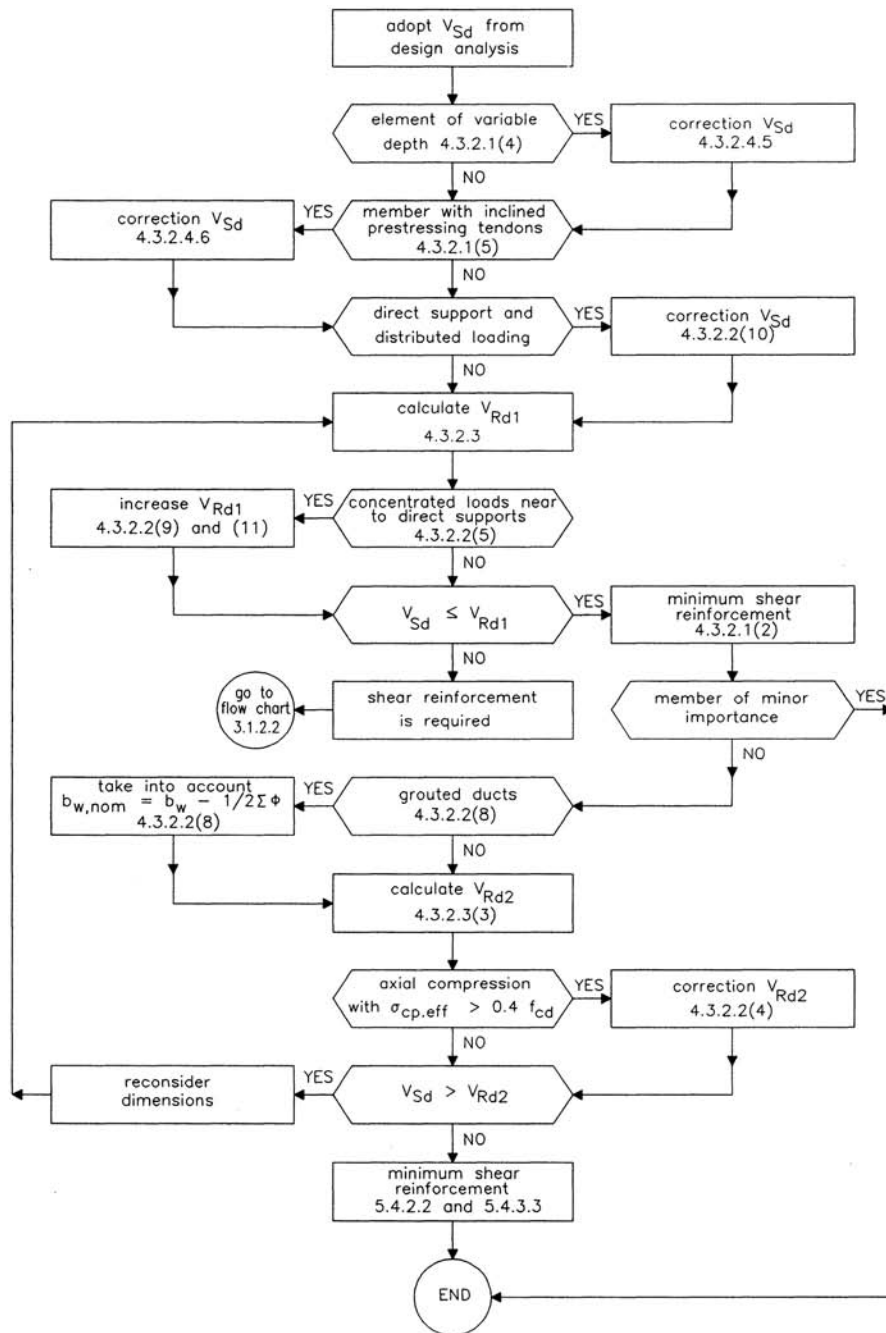 adopt V_Sd from
design analysis
element of variable
depth 4.3.2.1(4)
YES
correction V_Sd
4.3.2.4.5
NO
correction V_Sd
4.3.2.4.6
YES
member with inclined
prestressing tendons
4.3.2.1(5)
NO
direct support and
distributed loading
YES
correction V_Sd
4.3.2.2(10)
NO
calculate V_Rd1
4.3.2.3
increase V_Rd1
4.3.2.2(9) and (11)
YES
concentrated loads near
to direct supports
4.3.2.2(5)
NO
V_Sd ≤ V_Rd1
YES
minimum shear
reinforcement
4.3.2.1(2)
NO
go to
flow chart
3.1.2.2
shear reinforcement
is required
member of minor
importance
YES
NO
take into account
b_w,nom = b_w - 1/2ΣΦ
4.3.2.2(8)
YES
grouted ducts
4.3.2.2(8)
NO
calculate V_Rd2
4.3.2.3(3)
axial compression
with σ_cp.eff > 0.4 f_cd
YES
correction V_Rd2
4.3.2.2(4)
NO
reconsider
dimensions
YES
V_Sd > V_Rd2
NO
minimum shear
reinforcement
5.4.2.2 and 5.4.3.3
END